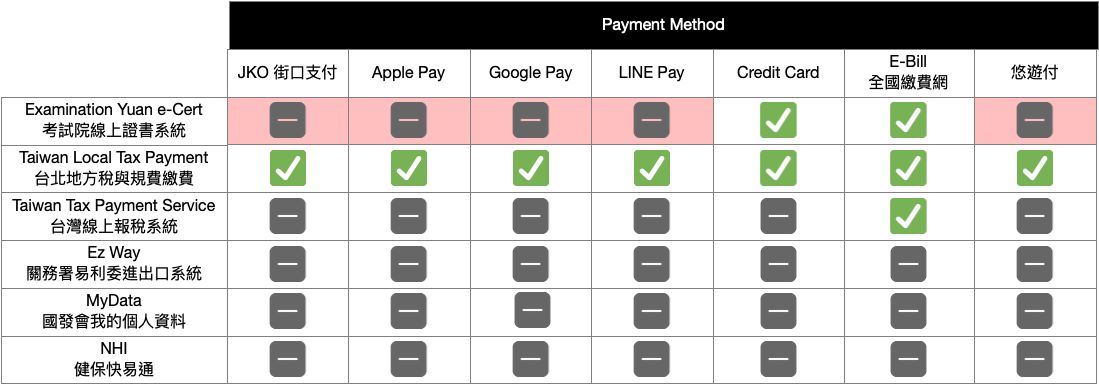 Payment Method
JKO 街口支付
Apple Pay
Google Pay
LINE Pay
Credit Card
E-Bill
全國繳費網
悠遊付
Examination Yuan e-Cert
考試院線上證書系統
Taiwan Local Tax Payment
台北地方稅與規費繳費
Taiwan Tax Payment Service
台灣線上報稅系統
Ez Way
關務署易利委進出口系統
MyData
國發會我的個人資料
NHI
健保快易通